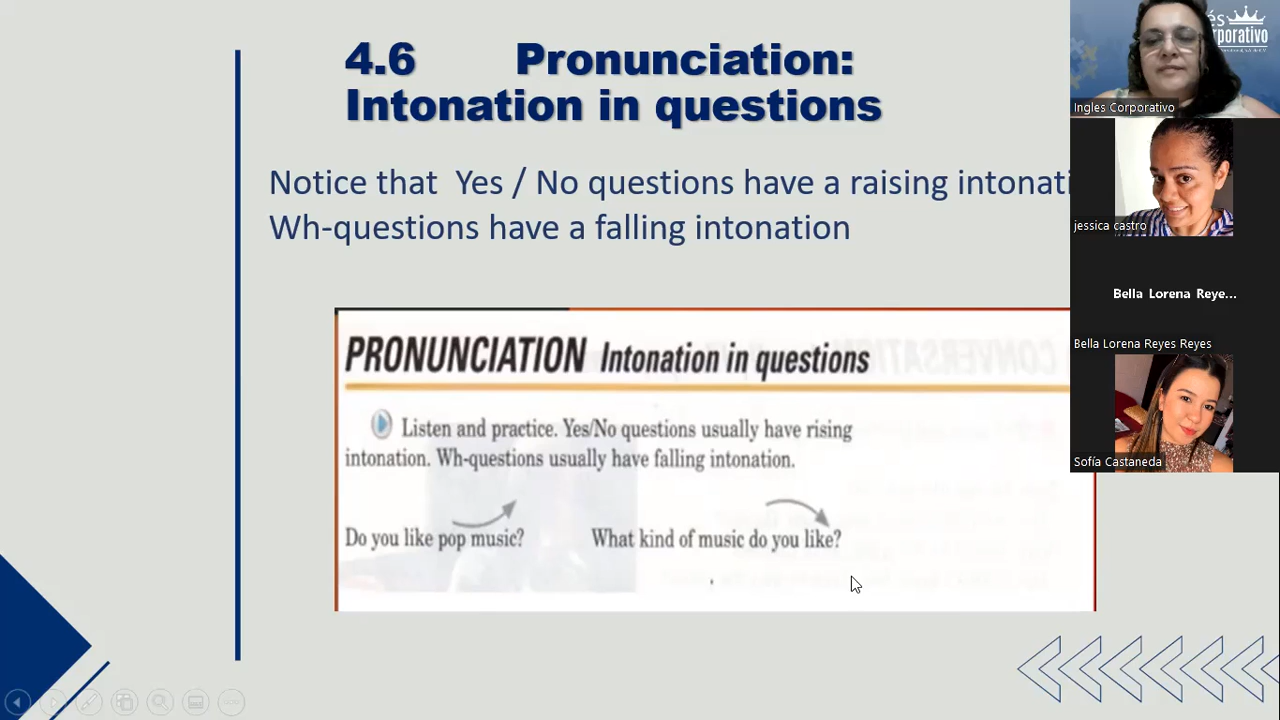 4.6 Pronunciation:
Intonation in questions
Notice that Yes / No questions have a raising intonati
Wh-questions have a falling intonation
PRONUNCIATION Intonation in questions
Listen and practice. Yes/No questions usually have rising
intonation. Wh-questions usually have falling intonation.
Do you like pop music? What kind of music do you like?
Ingles Corporativo
jessica castro
Bella Lorena Reye...
Bella Lorena Reyes Reyes
Sofía Castaneda